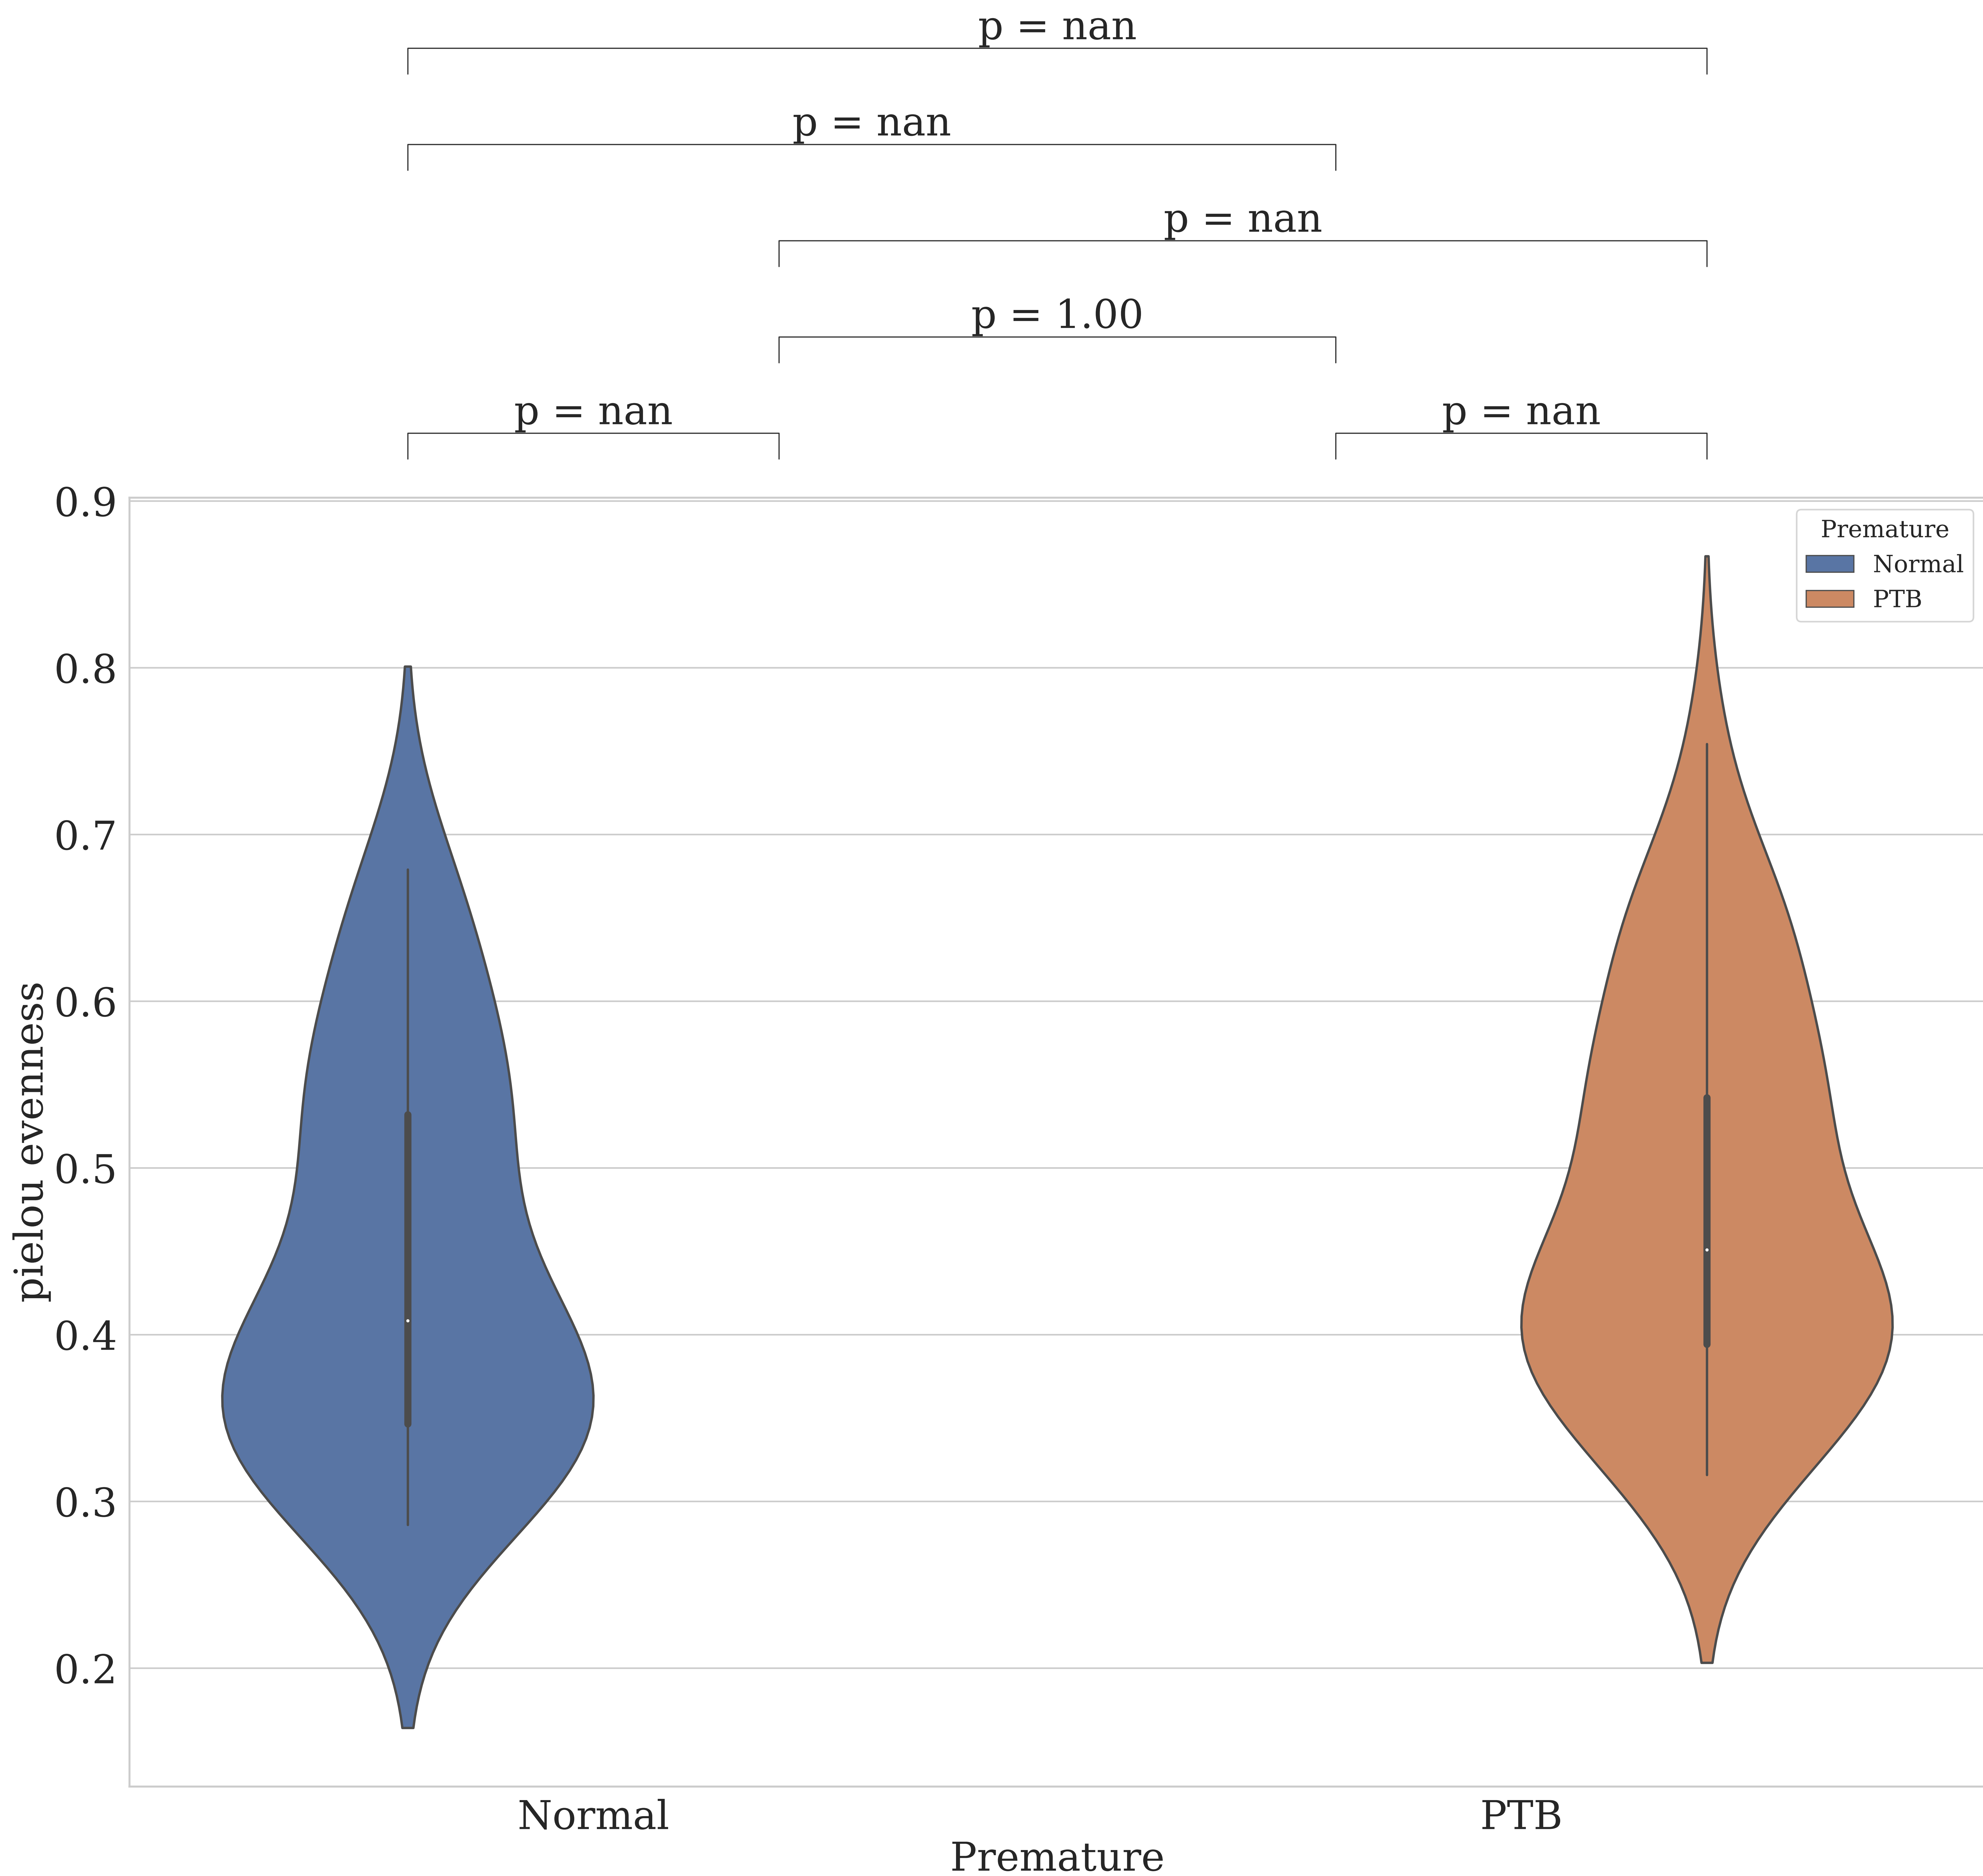 p = nan
p = nan
p = nan
p = 1.00
p = nan
p = nan
0.9
0.8
0.7
0.6
0.5
0.4
0.3
0.2
pielou evenness
Premature
Normal
PTB
Normal
PTB
Premature